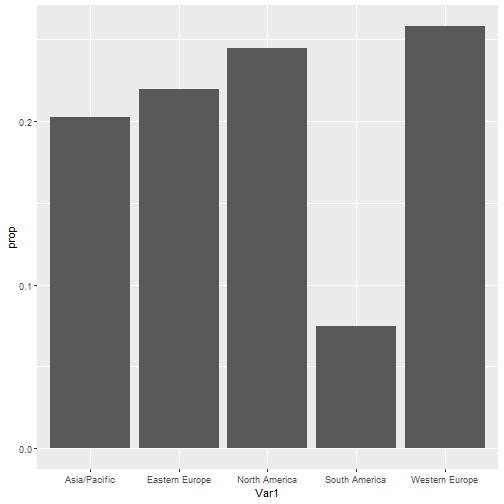 prop
0.2
0.1
0.0
Asia/Pacific Eastern Europe North America South America Western Europe
Var1